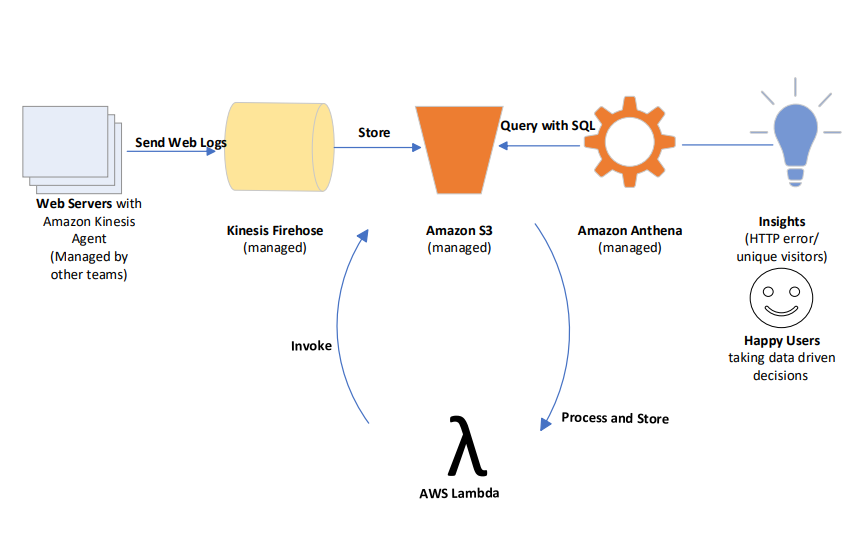 Send Web Logs
Store
Query with SQL
Web Servers with
Amazon Kinesis
Agent
(Managed by
other teams)
Kinesis Firehose
(managed)
Amazon S3
(managed)
Amazon Anthena
(managed)
Insights
(HTTP error/
unique visitors)
Happy Users
taking data driven
decisions
Invoke
Process and Store
λ
AWS Lambda